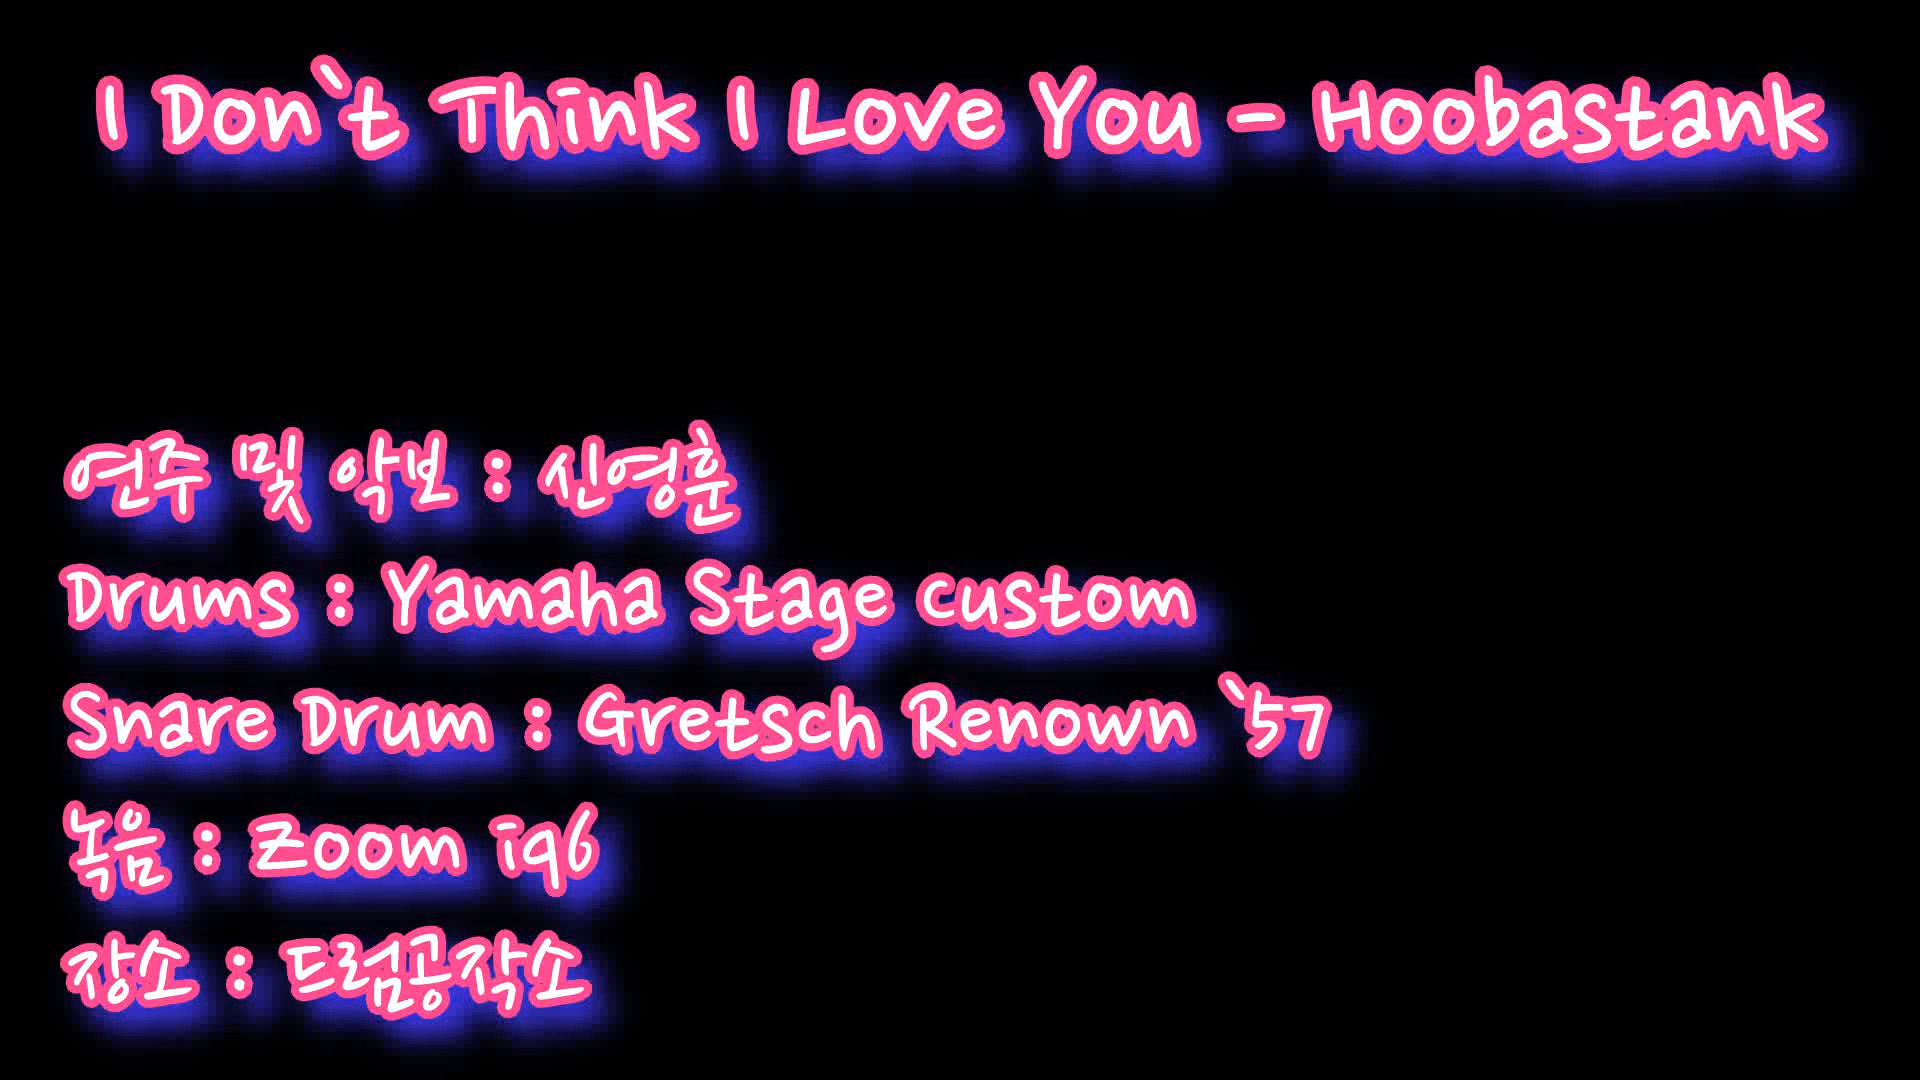 I Don`t Think I Love You - Hoobastank
연주 및 악보 : 신영훈
Drums : Yamaha Stage custom
Snare Drum : Gretsch Renown `57
녹음 : Zoom iq6
장소 : 드럼공작소